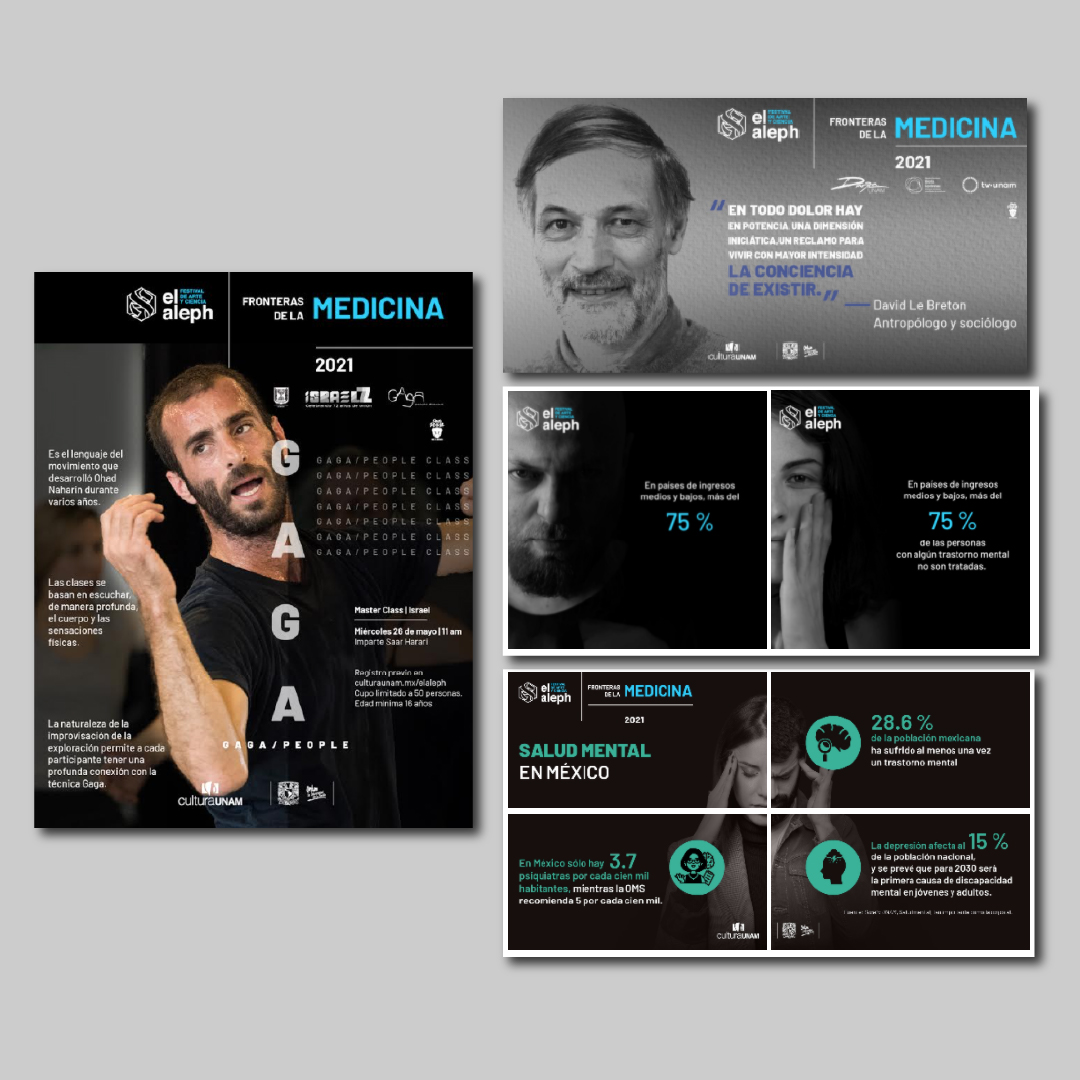 el
aleph
FESTIVAL
DE ARTE
Y CIENCIA
FRONTERAS
DE LA
MEDICINA
2021
ISRAEL
GAGA
Es el lenguaje del
movimiento que
desarrolló Ohad
Naharin durante
varios años.
Las clases se
basan en escuchar,
de manera profunda,
el cuerpo y las
sensaciones
físicas.
La naturaleza de la
improvisación de la
exploración permite a cada
participante tener una
profunda conexión con la
técnica Gaga.
G
A
G
A
GAGA/PEOPLE CLASS
GAGA/PEOPLE CLASS
GAGA/PEOPLE CLASS
GAGA/PEOPLE CLASS
GAGA/PEOPLE CLASS
GAGA/PEOPLE CLASS
GAGA/PEOPLE CLASS
Master Class | Israel
Miércoles 26 de mayo | 11 am
Imparte Saar Harari
Registro previo en
culturaunam.mx/elaleph
Cupo limitado a 50 personas.
Edad mínima 16 años
GAGA/PEOPLE
culturaUNAM
el
aleph
FESTIVAL
DE ARTE
Y CIENCIA
FRONTERAS
DE LA
MEDICINA
2021
Danza
UNAM
tv·unam
“EN TODO DOLOR HAY
EN POTENCIA UNA DIMENSIÓN
INICIÁTICA,UN RECLAMO PARA
VIVIR CON MAYOR INTENSIDAD
LA CONCIENCIA
DE EXISTIR.”
David Le Breton
Antropólogo y sociólogo
culturaUNAM
el
aleph
FESTIVAL
DE ARTE
Y CIENCIA
En países de ingresos
medios y bajos, más del
75 %
el
aleph
FESTIVAL
DE ARTE
Y CIENCIA
En países de ingresos
medios y bajos, más del
75 %
de las personas
con algún trastorno mental
no son tratadas.
el
aleph
FESTIVAL
DE ARTE
Y CIENCIA
FRONTERAS
DE LA
MEDICINA
2021
SALUD MENTAL
EN MÉXICO
28.6 %
de la población mexicana
ha sufrido al menos una vez
un trastorno mental
En México sólo hay 3.7
psiquiatras por cada cien mil
habitantes, mientras la OMS
recomienda 5 por cada cien mil.
culturaUNAM
La depresión afecta al 15 %
de la población nacional,
y se prevé que para 2030 será
la primera causa de discapacidad
mental en jóvenes y adultos.